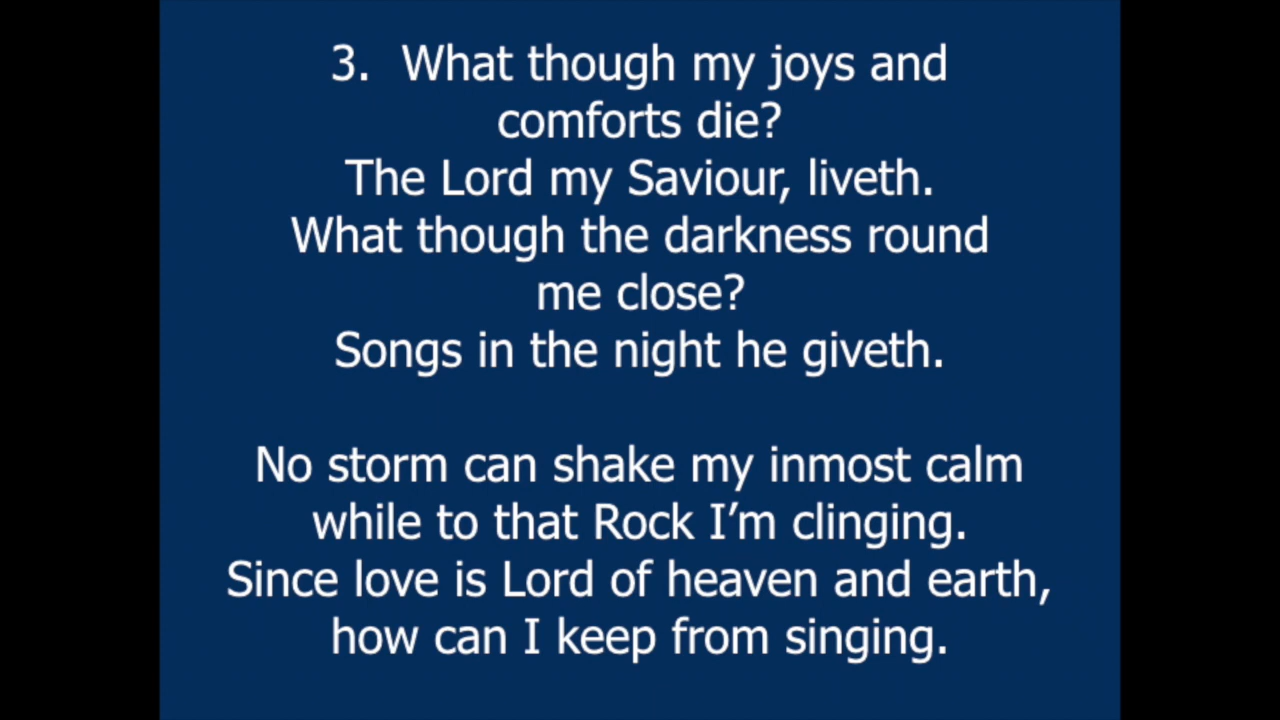 3. What though my joys and
comforts die?
The Lord my Saviour, liveth.
What though the darkness round
me close?
Songs in the night he giveth.
No storm can shake my inmost calm
while to that Rock I’m clinging.
Since love is Lord of heaven and earth,
how can I keep from singing.